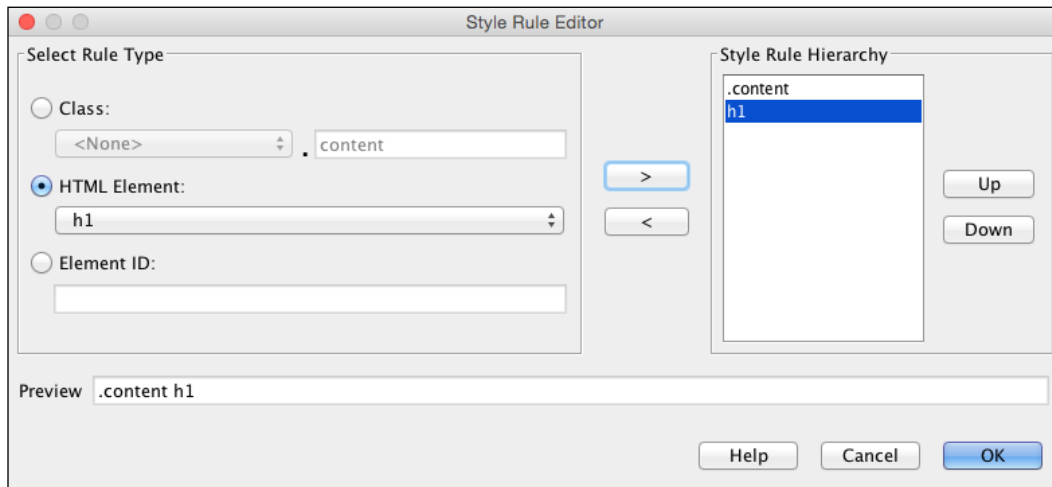 Style Rule Editor
Select Rule Type
Class:
<None> . content
HTML Element:
h1
Element ID:
>
<
Style Rule Hierarchy
.content
h1
Up
Down
Preview .content h1
Help Cancel OK